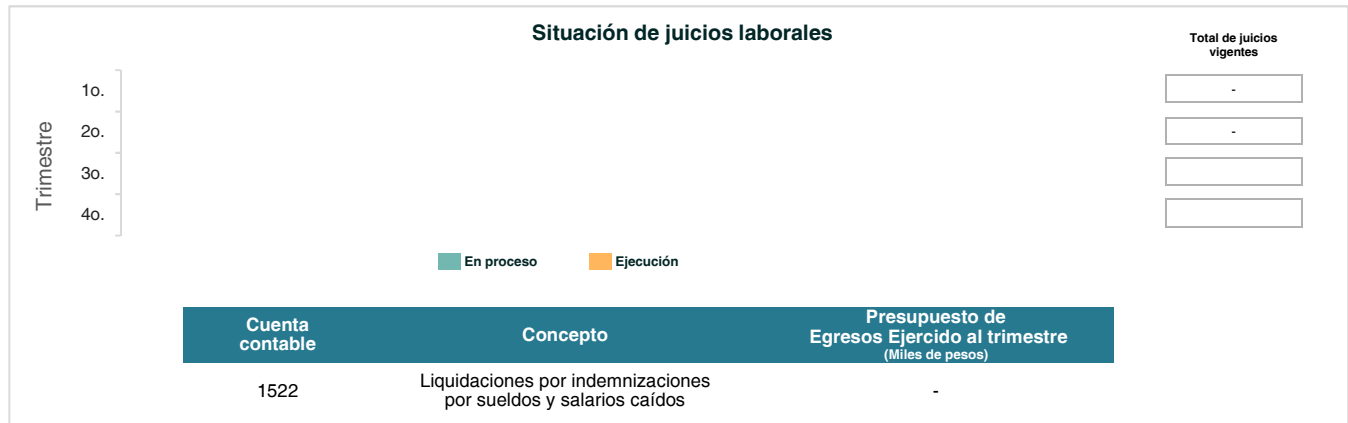 Situación de juicios laborales
Total de juicios
vigentes
Trimestre
1o.
-
2o.
-
3o.
4o.
En proceso
Ejecución
Cuenta
contable
Concepto
Presupuesto de
Egresos Ejercido al trimestre
(Miles de pesos)
1522
Liquidaciones por indemnizaciones
por sueldos y salarios caídos
-